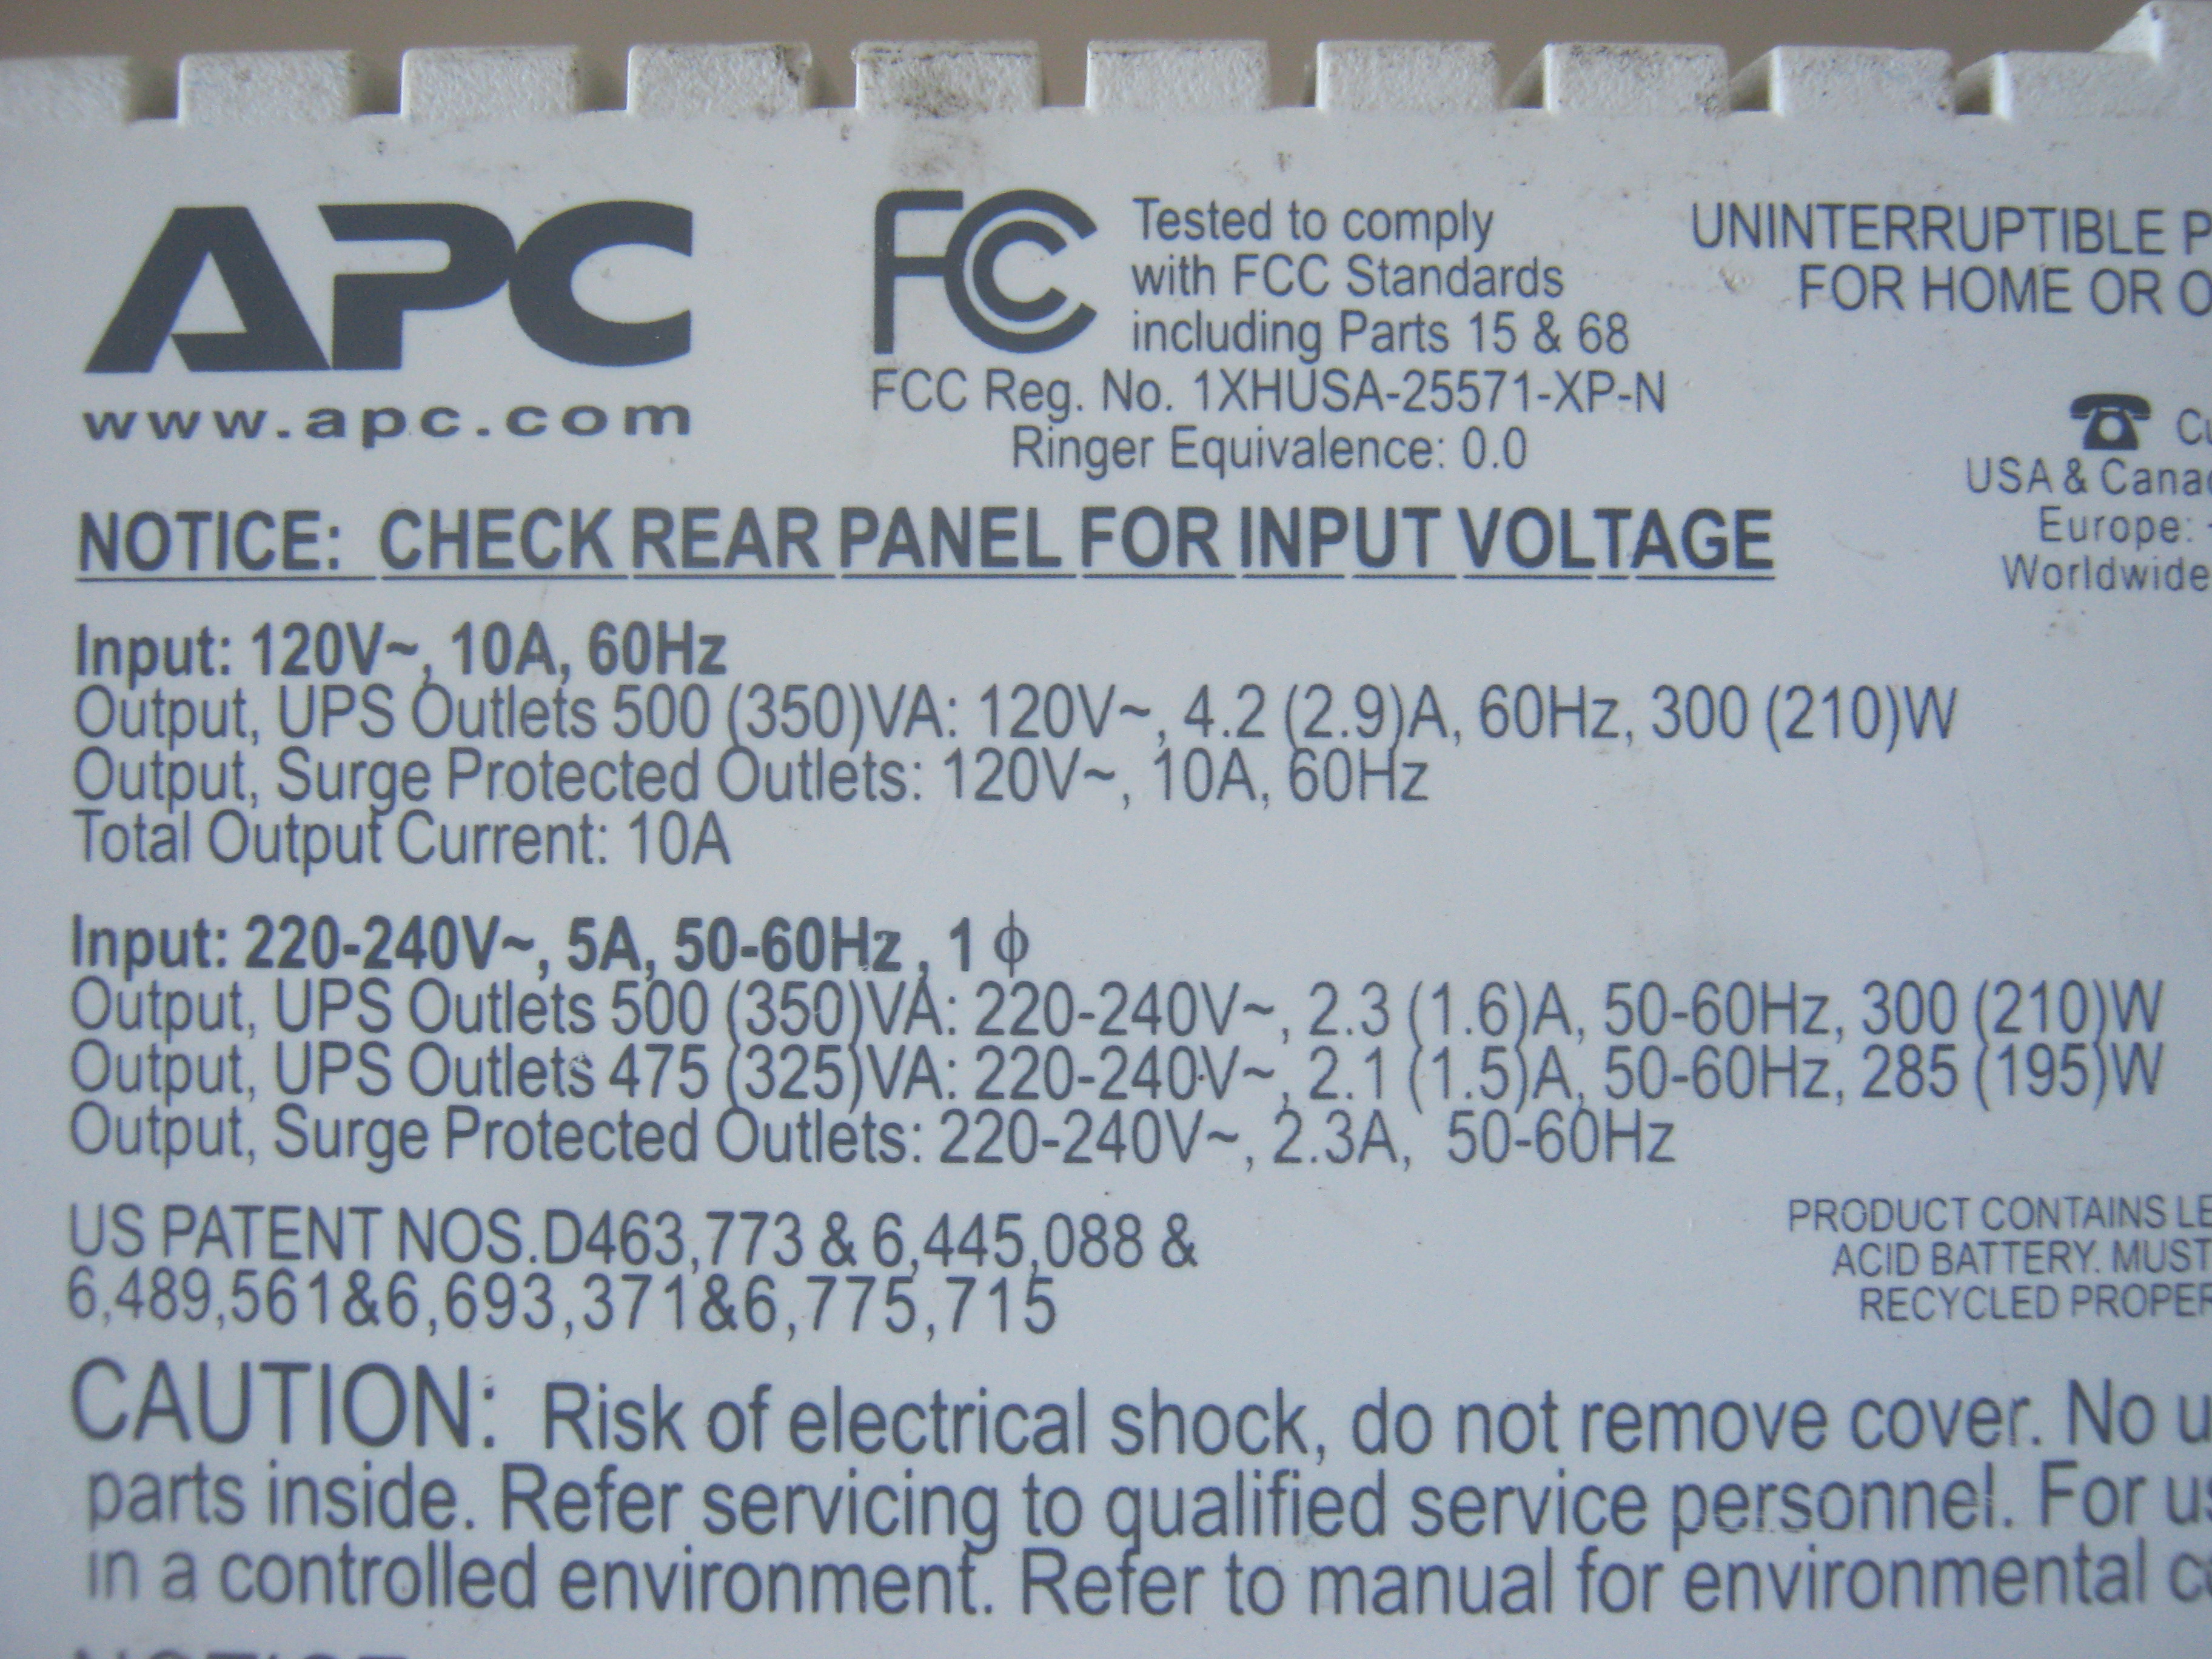 APC
www.apc.com
FCC
Tested to comply
with FCC Standards
including Parts 15 & 68
FCC Reg. No. 1XHUSA-25571-XP-N
Ringer Equivalence: 0.0
UNINTERRUPTIBLE
FOR HOME OR
USA &
Europe:
Worldwide
NOTICE: CHECK REAR PANEL FOR INPUT VOLTAGE
Input: 120V~, 10A, 60Hz
Output, UPS Outlets 500 (350)VA: 120V~, 4.2 (2.9)A, 60Hz, 300 (210)W
Output, Surge Protected Outlets: 120V~, 10A, 60Hz
Total Output Current: 10A
Input: 220-240V~, 5A, 50-60Hz , 1 ϕ
Output, UPS Outlets 500 (350)VA: 220-240V~, 2.3 (1.6)A, 50-60Hz, 300 (210)W
Output, UPS Outlets 475 (325)VA: 220-240V~, 2.1 (1.5)A, 50-60Hz, 285 (195)W
Output, Surge Protected Outlets: 220-240V~, 2.3A, 50-60Hz
US PATENT NOS.D463,773 & 6,445,088 &
6,489,561&6,693,371&6,775,715
PRODUCT CONTAINS
ACID BATTERY. MUST
RECYCLED
CAUTION: Risk of electrical shock, do not remove cover. No
parts inside. Refer servicing to qualified service personnel. For
in a controlled environment. Refer to manual for environmental